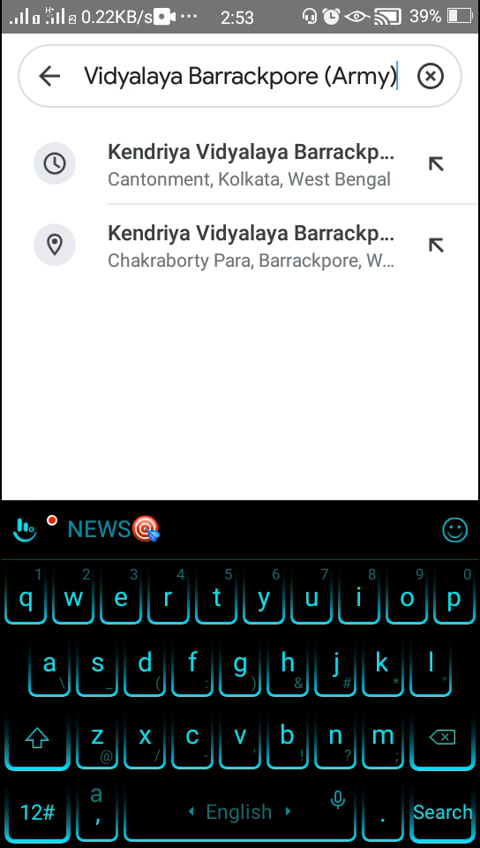 0.22KB/s ... 2:53 39%
Vidyalaya Barrackpore (Army)
Kendriya Vidyalaya Barrackp...
Cantonment, Kolkata, West Bengal
Kendriya Vidyalaya Barrackp...
Chakraborty Para, Barrackpore, W...
NEWS
1 2 3 4 5 6 7 8 9 0
q w e r t y u i o p
a s d f g h j k l
\ _ ( : ) & # * "
z x c v b n m
@ / - ' ! ? ;
12# a , English . Search